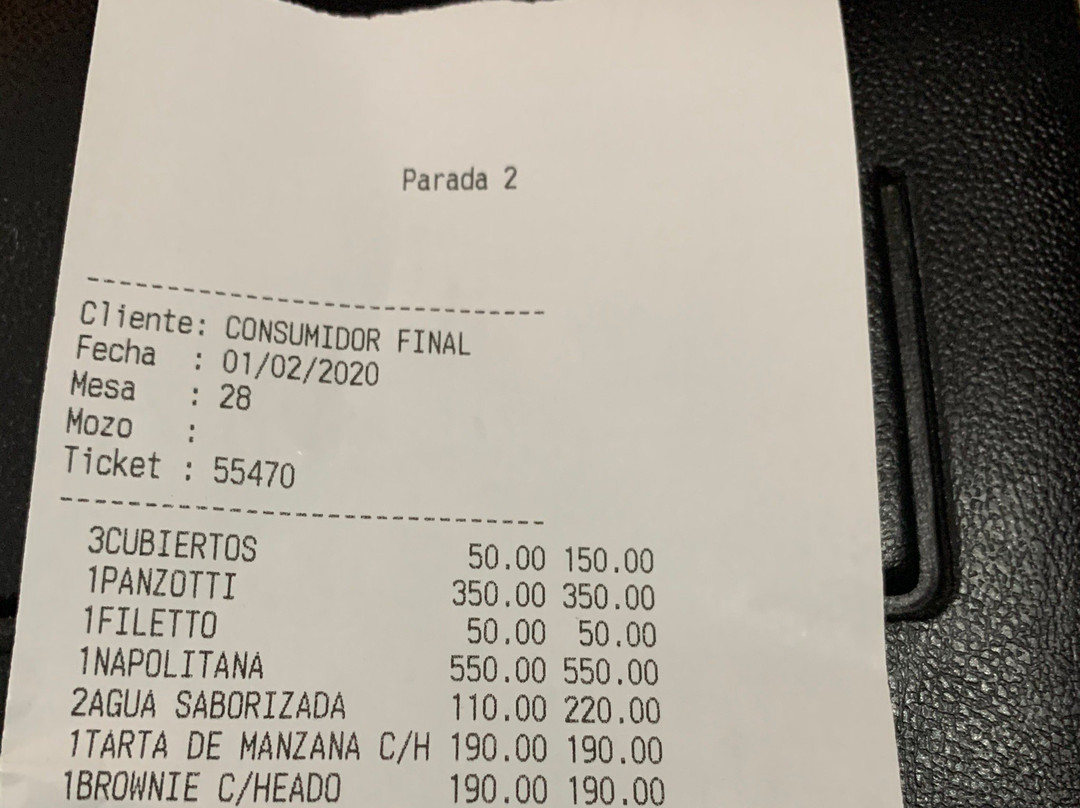 Parada 2
--------------------------------
Cliente: CONSUMIDOR FINAL
Fecha : 01/02/2020
Mesa : 28
Mozo :
Ticket : 55470
--------------------------------
3CUBIERTOS 50.00 150.00
1PANZOTTI 350.00 350.00
1FILETTO 50.00 50.00
1NAPOLITANA 550.00 550.00
2AGUA SABORIZADA 110.00 220.00
1TARTA DE MANZANA C/H 190.00 190.00
1BROWNIE C/HEADO 190.00 190.00